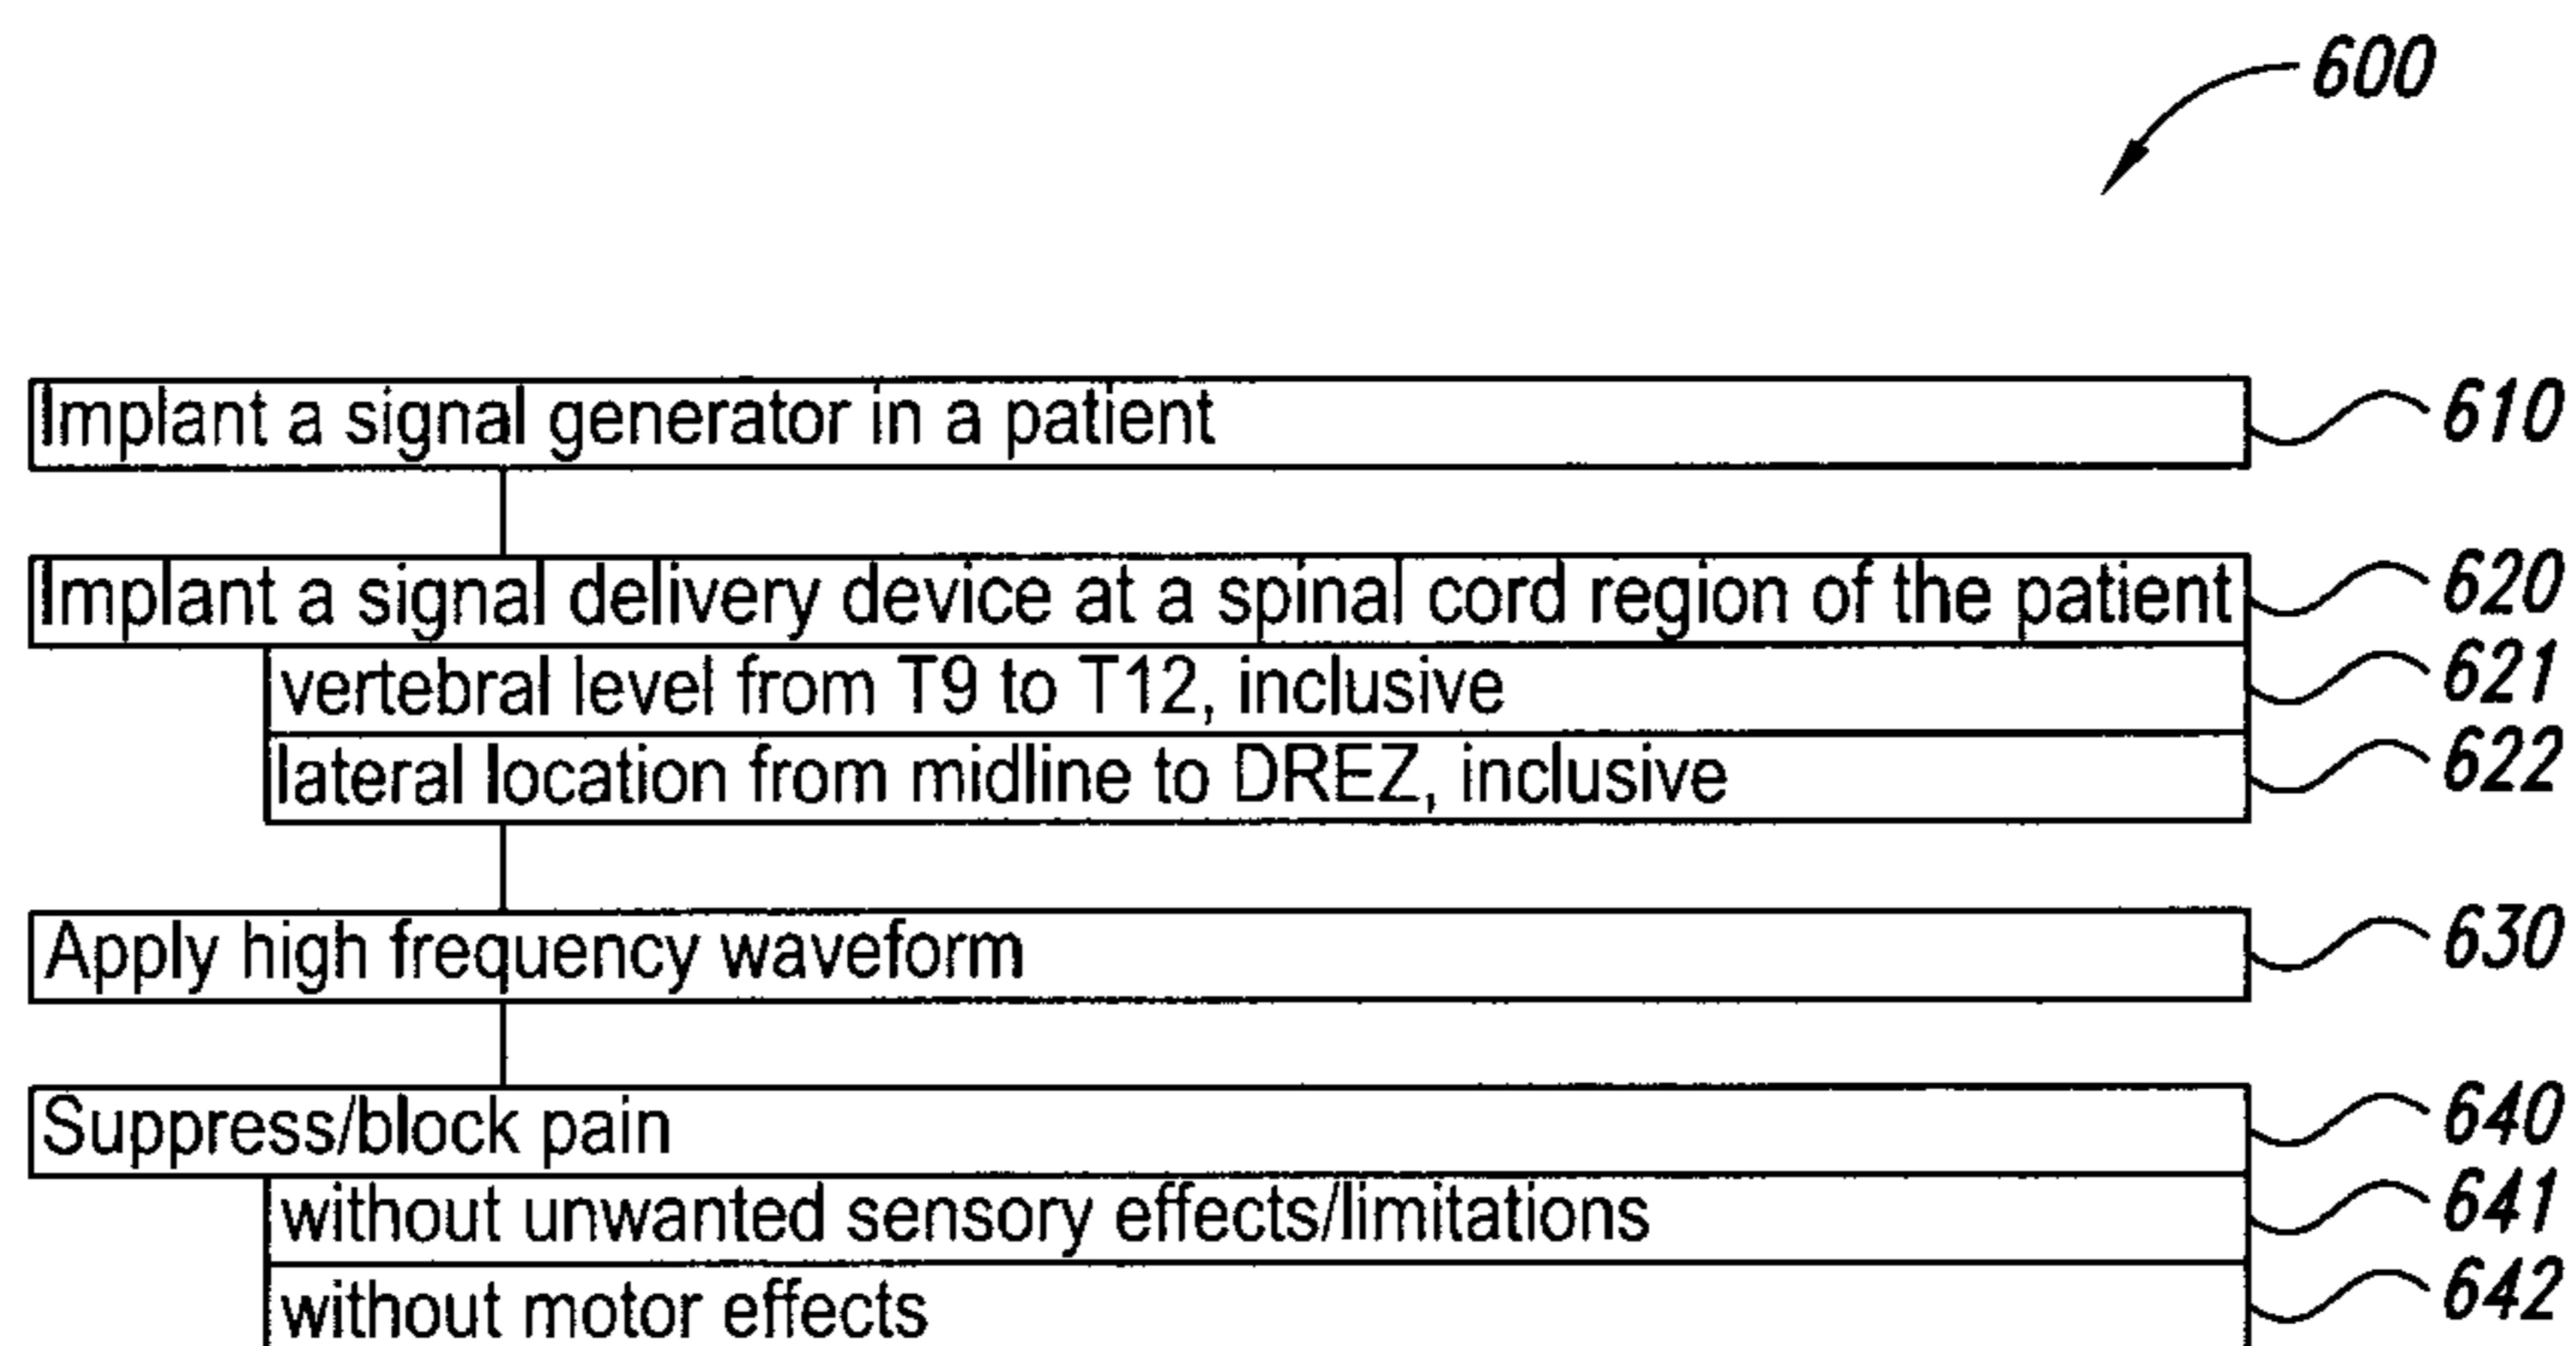 600
Implant a signal generator in a patient 610
Implant a signal delivery device at a spinal cord region of the patient 620
vertebral level from T9 to T12, inclusive 621
lateral location from midline to DREZ, inclusive 622
Apply high frequency waveform 630
Suppress/block pain 640
without unwanted sensory effects/limitations 641
without motor effects 642